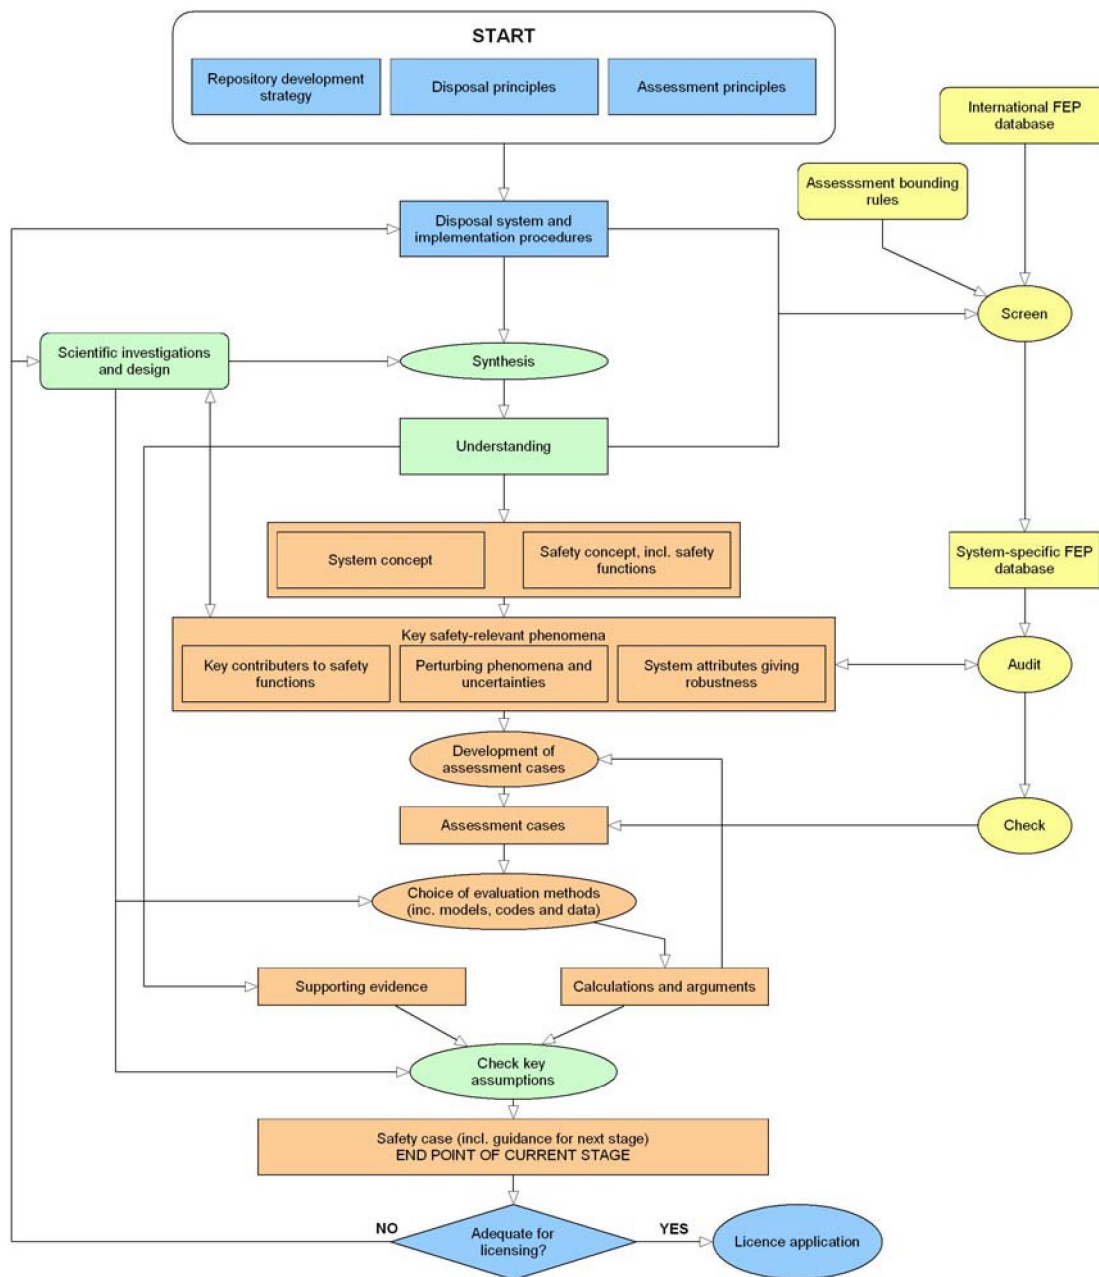 START
Repository development
strategy
Disposal principles
Assessment principles
International FEP
database
Assesssment bounding
rules
Disposal system and
implementation procedures
Screen
Scientific investigations
and design
Synthesis
Understanding
System concept
Safety concept, incl. safety
functions
System-specific FEP
database
Key safety-relevant phenomena
Key contributers to safety
functions
Perturbing phenomena and
uncertainties
System attributes giving
robustness
Audit
Development of
assessment cases
Assessment cases
Check
Choice of evaluation methods
(inc. models, codes and data)
Supporting evidence
Calculations and arguments
Check key
assumptions
Safety case (incl. guidance for next stage)
END POINT OF CURRENT STAGE
NO
Adequate for
licensing?
YES
Licence application